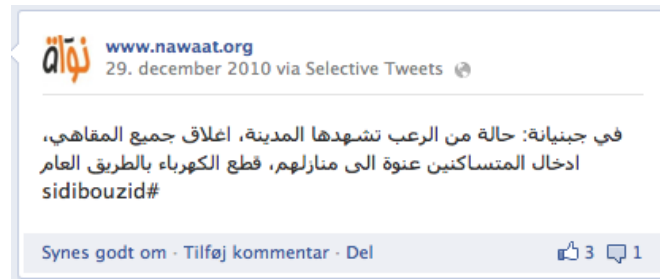 نواة
www.nawaat.org
29. december 2010 via Selective Tweets
في جبنيانة: حالة من الرعب تشهدها المدينة، اغلاق جميع المقاهي،
ادخال المتساكنين عنوة الى منازلهم، قطع الكهرباء بالطريق العام
#sidibouzid
Synes godt om · Tilføj kommentar · Del 3 1